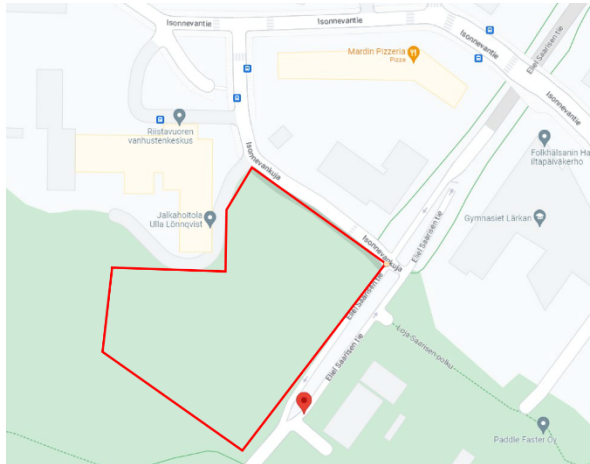 Isonnevantie
Isonnevantie
Eliel Saarisen tie
Mardin Pizzeria
Pizza
Isonnevantie
Riistavuoren
vanhustenkeskus
Folkhälsanin Ha
iltapäiväkerho
Isonnevankuja
Jalkahoitola
Ulla Lönnqvist
Gymnasiet Lärkan
Isonnevankuja
Eliel Saarisen tie
Eliel Saarisen tie
Eliel Saarisen tie
Loja-Saarisen polku
Paddle Faster Oy